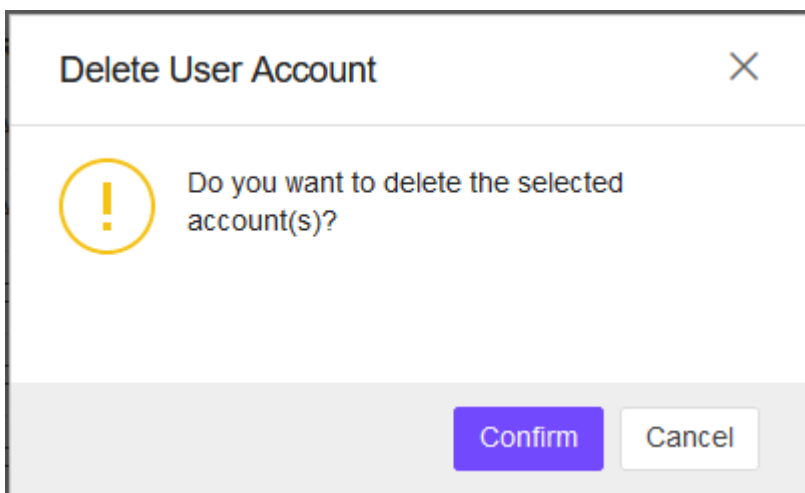 Delete User Account
Do you want to delete the selected
account(s)?
Confirm
Cancel